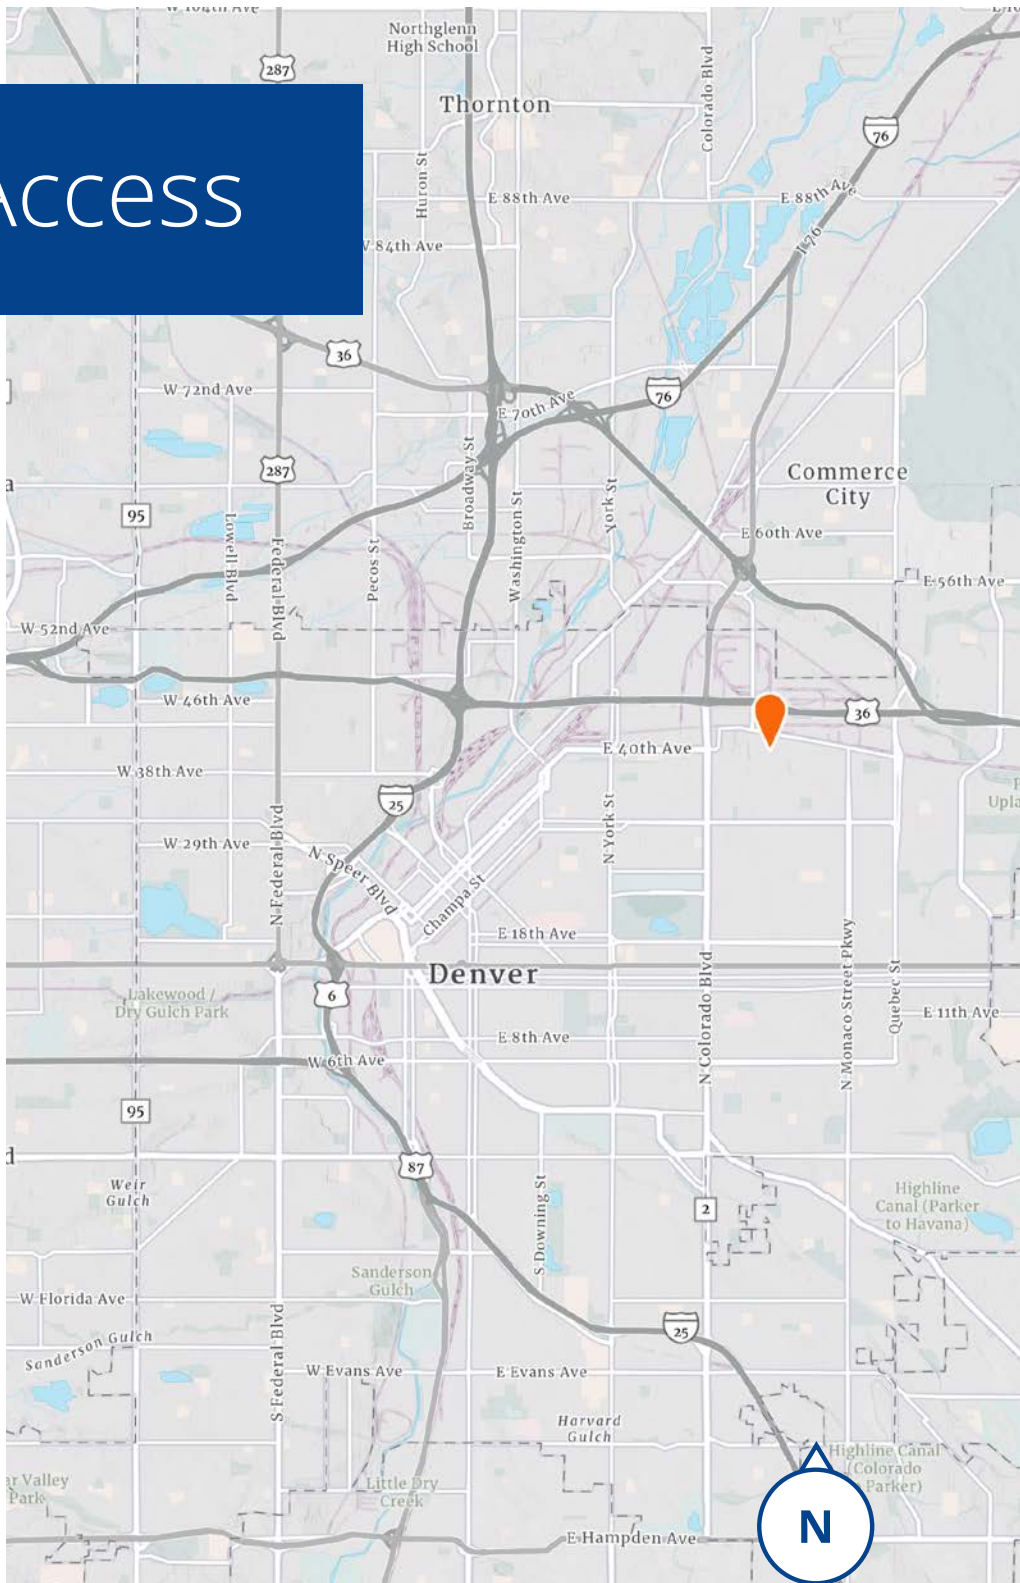 W 104th Ave
Northglenn
High School
287
Thornton
Colorado Blvd
76
Access
Huron St
E 88th Ave
E 88th Ave
W 84th Ave
I 76
36
W 72nd Ave
E 70th Ave
76
287
Broadway St
Commerce
City
95
Lowell Blvd
Federal Blvd
Pecos St
Washington St
York St
E 60th Ave
E 56th Ave
W 52nd Ave
W 46th Ave
36
E 40th Ave
W 38th Ave
25
N Federal Blvd
N York St
W 29th Ave
N Speer Blvd
Champa St
E 18th Ave
N Colorado Blvd
N Monaco Street Pkwy
Quebec St
Denver
6
Lakewood /
Dry Gulch Park
E 11th Ave
E 8th Ave
W 6th Ave
95
87
Weir
Gulch
S Downing St
2
Highline
Canal (Parker
to Havana)
Sanderson
Gulch
W Florida Ave
S Federal Blvd
25
Sanderson Gulch
W Evans Ave
E Evans Ave
Harvard
Gulch
Highline Canal
(Colorado
Parker)
Valley
Park
Little Dry
Creek
N
E Hampden Ave